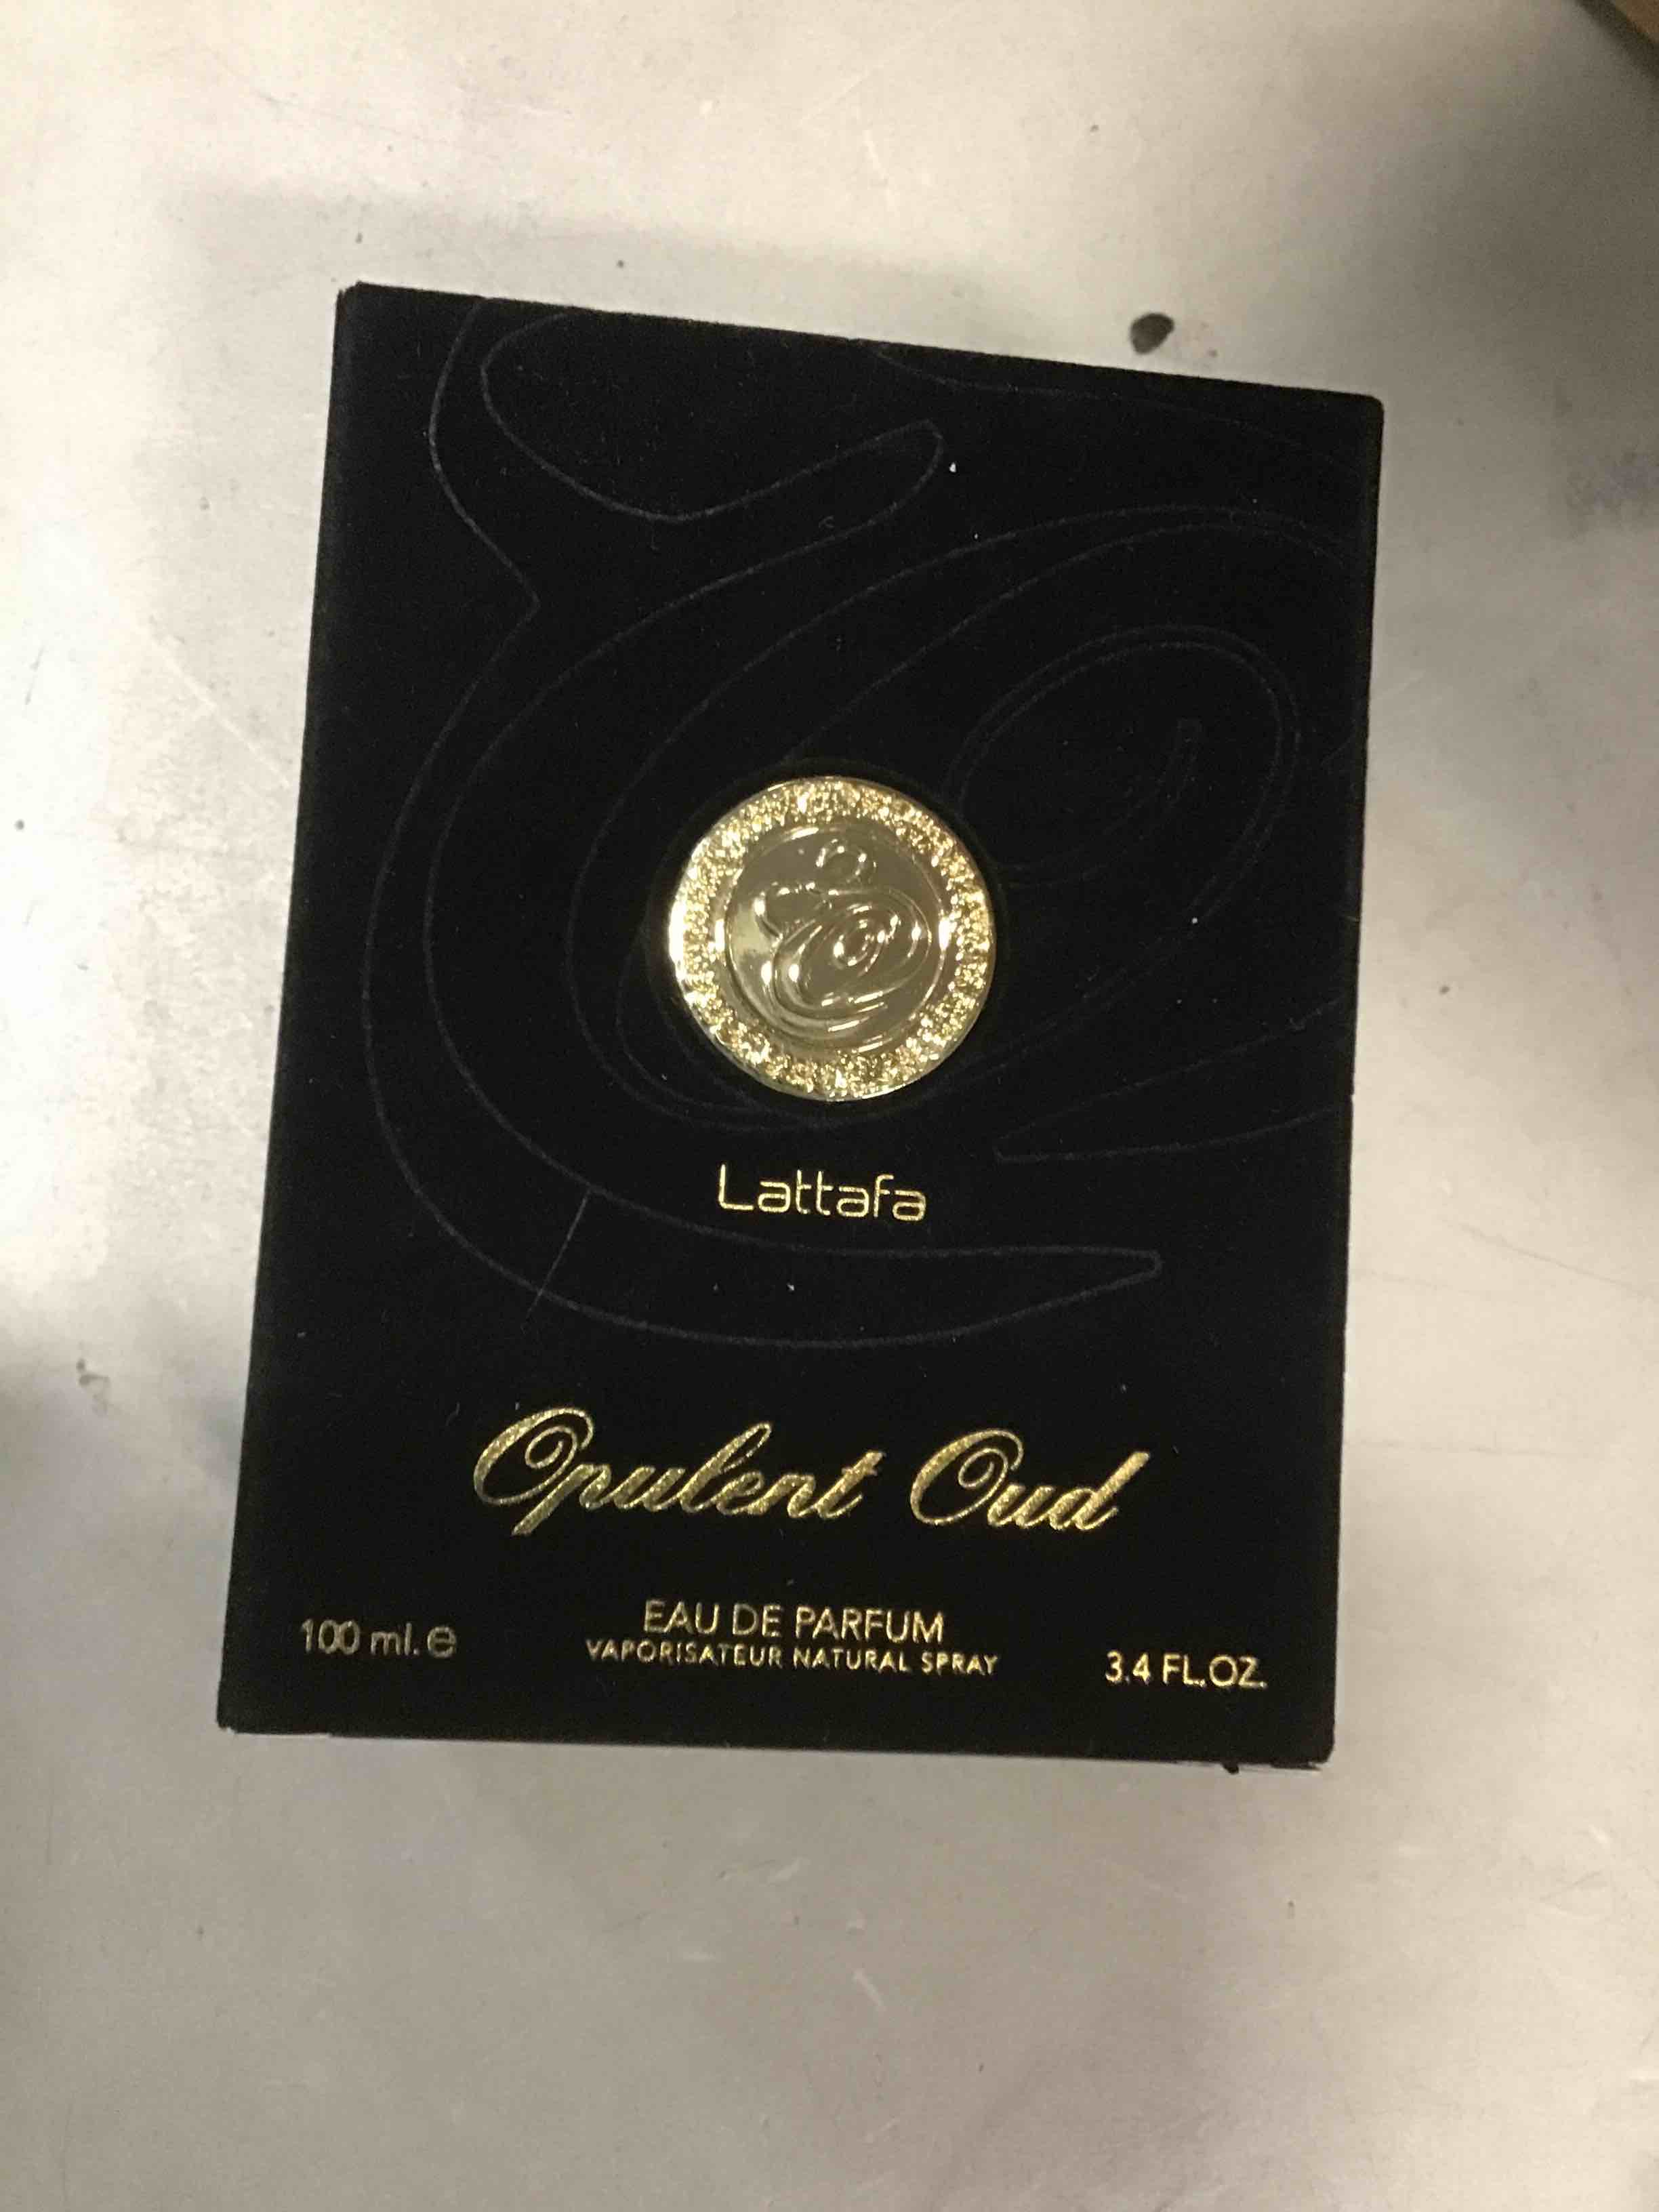 Lattafa
Opulent Oud
EAU DE PARFUM
VAPORISATEUR NATURAL SPRAY
100 ml. e
3.4 FL.OZ.